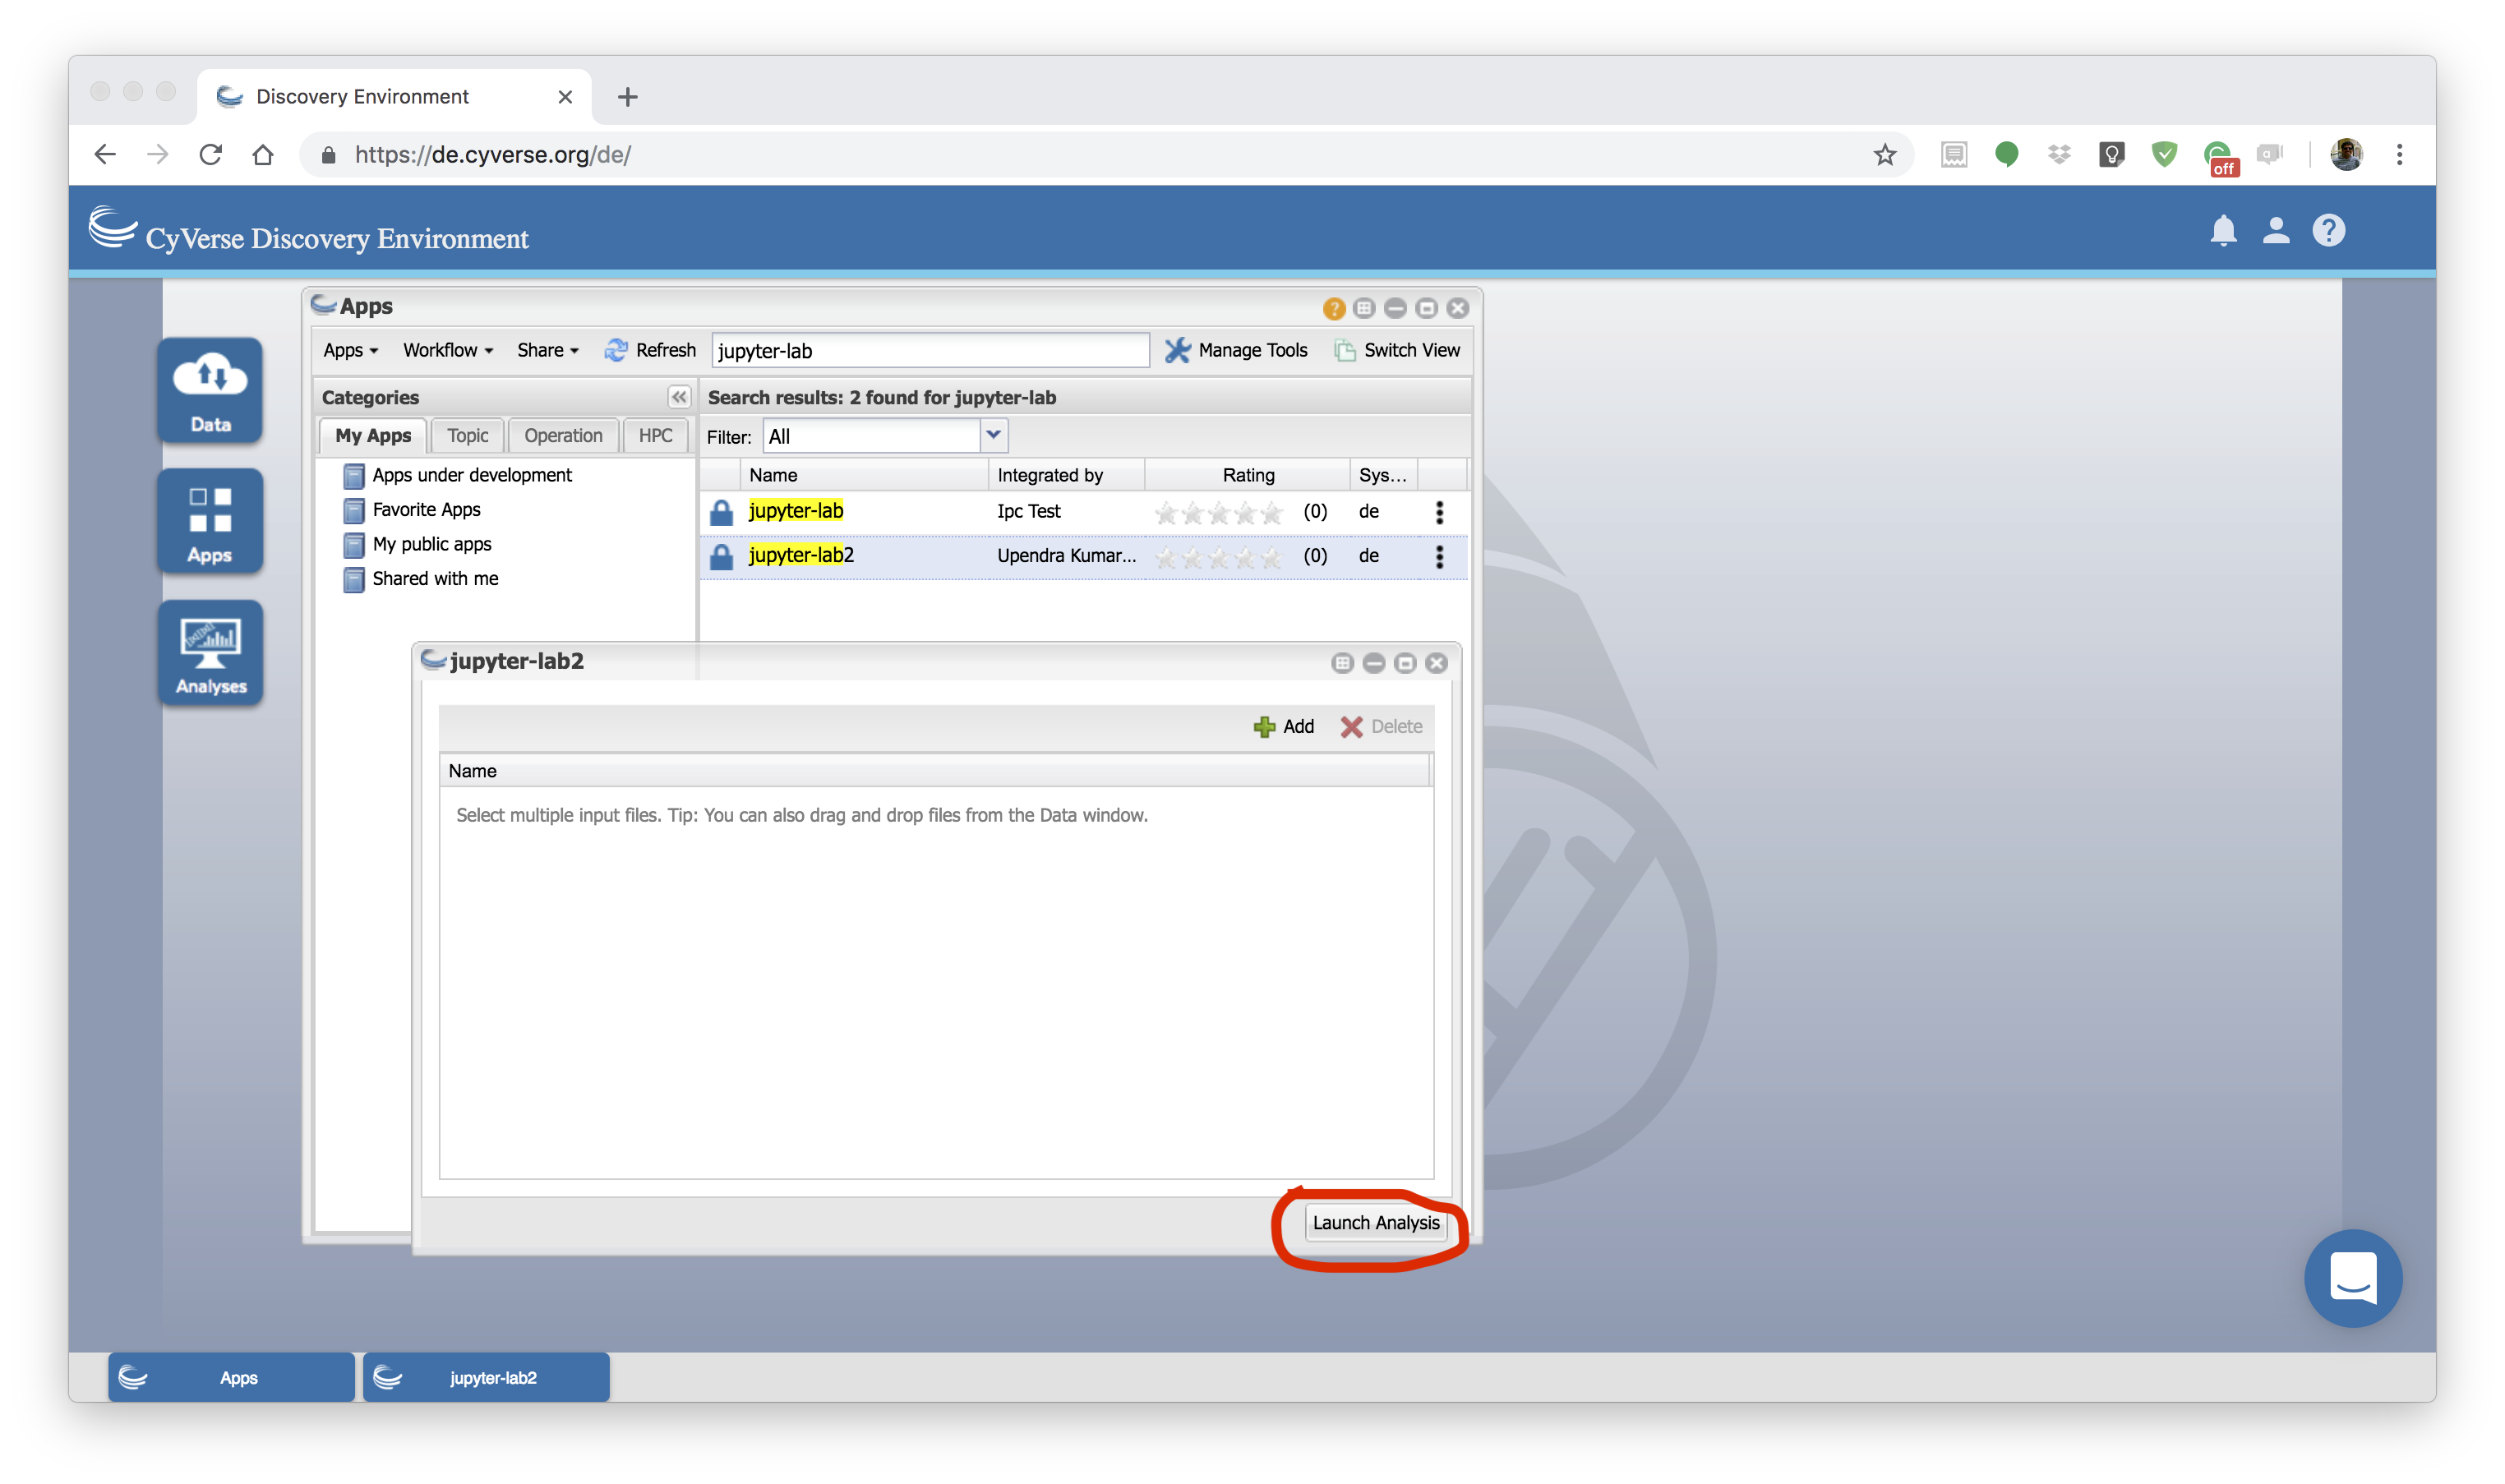 Discovery Environment
https://de.cyverse.org/de/
off
CyVerse Discovery Environment
Data
Apps
Analyses
Apps
Apps Workflow Share Refresh jupyter-lab Manage Tools Switch View
Categories
My Apps Topic Operation HPC
Apps under development
Favorite Apps
My public apps
Shared with me
Search results: 2 found for jupyter-lab
Filter: All
Name Integrated by Rating Sys...
jupyter-lab Ipc Test (0) de
jupyter-lab2 Upendra Kumar... (0) de
jupyter-lab2
Add Delete
Name
Select multiple input files. Tip: You can also drag and drop files from the Data window.
Launch Analysis
Apps
jupyter-lab2